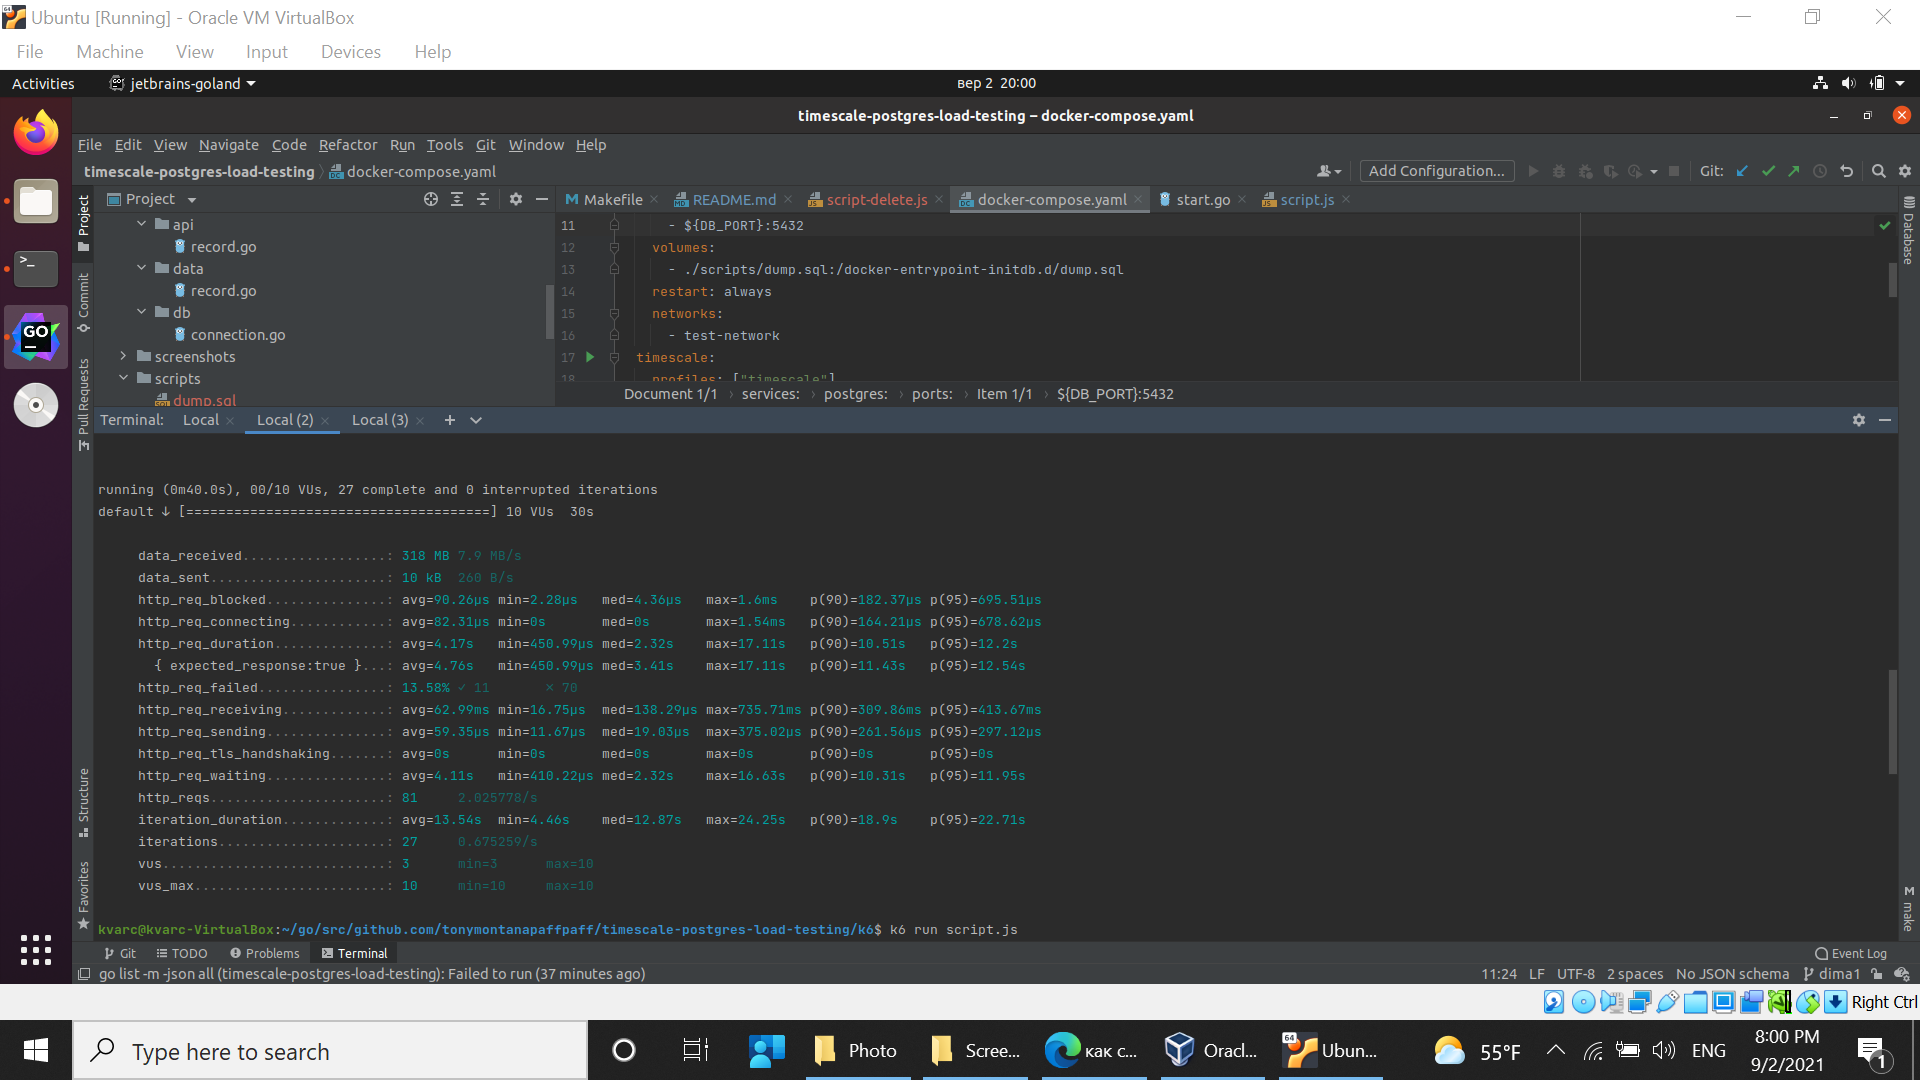 Ubuntu [Running] - Oracle VM VirtualBox
File Machine View Input Devices Help
Activities jetbrains-goland вер 2 20:00
timescale-postgres-load-testing – docker-compose.yaml
File Edit View Navigate Code Refactor Run Tools Git Window Help
timescale-postgres-load-testing docker-compose.yaml Add Configuration... Git:
Project Makefile README.md script-delete.js docker-compose.yaml start.go script.js
api
record.go
data
record.go
db
connection.go
screenshots
scripts
dump.sql
11 - ${DB_PORT}:5432
12 volumes:
13 - ./scripts/dump.sql:/docker-entrypoint-initdb.d/dump.sql
14 restart: always
15 networks:
16 - test-network
17 timescale:
18 profiles: ["timescale"]
Document 1/1 › services: › postgres: › ports: › Item 1/1 › ${DB_PORT}:5432
Project
Commit
Pull Requests
Structure
Favorites
Database
make
Terminal: Local Local (2) Local (3)
running (0m40.0s), 00/10 VUs, 27 complete and 0 interrupted iterations
default ↓ [======================================] 10 VUs 30s
data_received..................: 318 MB 7.9 MB/s
data_sent......................: 10 kB 260 B/s
http_req_blocked...............: avg=90.26µs min=2.28µs med=4.36µs max=1.6ms p(90)=182.37µs p(95)=695.51µs
http_req_connecting............: avg=82.31µs min=0s med=0s max=1.54ms p(90)=164.21µs p(95)=678.62µs
http_req_duration..............: avg=4.17s min=450.99µs med=2.32s max=17.11s p(90)=10.51s p(95)=12.2s
{ expected_response:true }...: avg=4.76s min=450.99µs med=3.41s max=17.11s p(90)=11.43s p(95)=12.54s
http_req_failed................: 13.58% ✓ 11 ✗ 70
http_req_receiving.............: avg=62.99ms min=16.75µs med=138.29µs max=735.71ms p(90)=309.86ms p(95)=413.67ms
http_req_sending...............: avg=59.35µs min=11.67µs med=19.03µs max=375.02µs p(90)=261.56µs p(95)=297.12µs
http_req_tls_handshaking.......: avg=0s min=0s med=0s max=0s p(90)=0s p(95)=0s
http_req_waiting...............: avg=4.11s min=410.22µs med=2.32s max=16.63s p(90)=10.31s p(95)=11.95s
http_reqs......................: 81 2.025778/s
iteration_duration.............: avg=13.54s min=4.46s med=12.87s max=24.25s p(90)=18.9s p(95)=22.71s
iterations.....................: 27 0.675259/s
vus............................: 3 min=3 max=10
vus_max........................: 10 min=10 max=10
kvarc@kvarc-VirtualBox:~/go/src/github.com/tonymontanapaffpaff/timescale-postgres-load-testing/k6$ k6 run script.js
Git TODO Problems Terminal Event Log
go list -m -json all (timescale-postgres-load-testing): Failed to run (37 minutes ago) 11:24 LF UTF-8 2 spaces No JSON schema dima1
Right Ctrl
Type here to search Photo Scree... как с... Oracl... Ubun... 55°F ENG 8:00 PM
9/2/2021
1